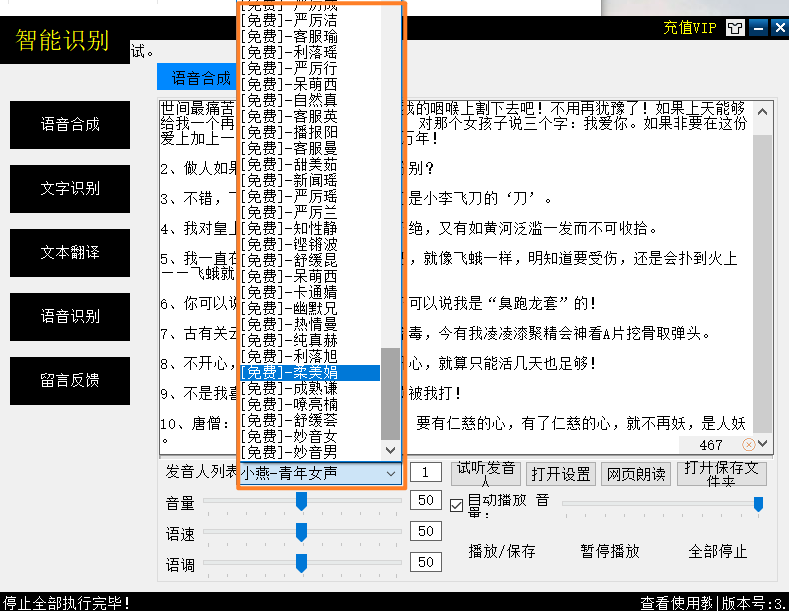 充值VIP
智能识别
试。
语音合成
语音合成
文字识别
文本翻译
语音识别
留言反馈
[免费]-严厉成
[免费]-严厉洁
[免费]-客服瑜
[免费]-利落瑶
[免费]-严厉行
[免费]-呆萌西
[免费]-自然真
[免费]-客服英
[免费]-播报阳
[免费]-客服曼
[免费]-甜美茹
[免费]-新闻瑶
[免费]-严厉瑶
[免费]-严厉兰
[免费]-知性静
[免费]-铿锵波
[免费]-舒缓昆
[免费]-呆萌西
[免费]-卡通婧
[免费]-幽默兄
[免费]-热情曼
[免费]-纯真赫
[免费]-利落旭
[免费]-柔美娟
[免费]-成熟谦
[免费]-嘹亮楠
[免费]-舒缓荟
[免费]-妙音女
[免费]-妙音男
世间最痛苦 我的咽喉上割下去吧！不用再犹豫了！如果上天能够
给我一个再 对那个女孩子说三个字：我爱你。如果非要在这份
爱上加上一 万年！
2、做人如果 别？
3、不错， 是小李飞刀的‘刀’。
4、我对皇上 绝，又有如黄河泛滥一发而不可收拾。
5、我一直在 ，就像飞蛾一样，明知道要受伤，还是会扑到火上
－－飞蛾就
6、你可以说 可以说我是“臭跑龙套”的！
7、古有关云 毒，今有我凌凌漆聚精会神看A片挖骨取弹头。
8、不开心， 心，就算只能活几天也足够！
9、不是我喜 被我打！
10、唐僧： 要有仁慈的心，有了仁慈的心，就不再妖，是人妖
。
467
发音人列表
小燕-青年女声
1
试听发音人
打开设置
网页朗读
打开保存文件夹
音量
50
自动播放 音量：
语速
50
播放/保存
暂停播放
全部停止
语调
50
停止全部执行完毕！
查看使用教|版本号:3.